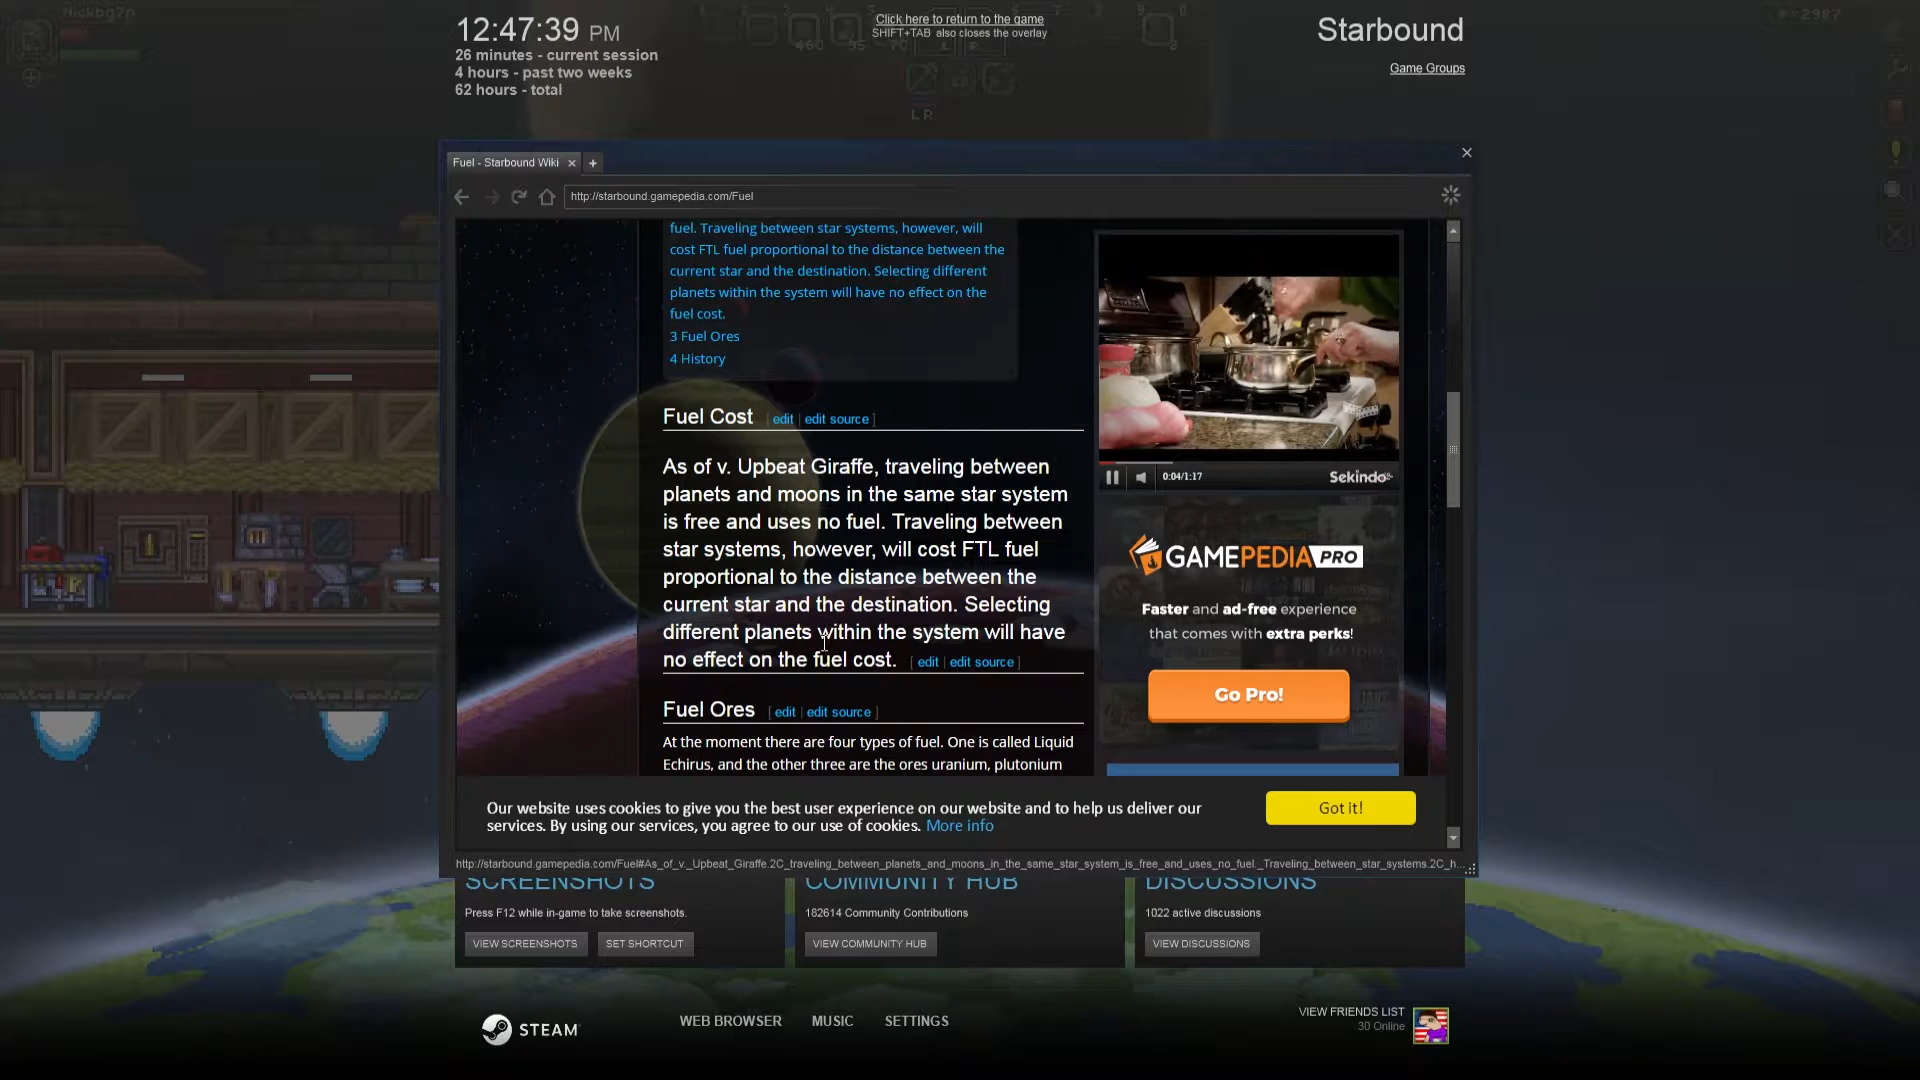 Nickbg7n
12:47:39 PM
26 minutes - current session
4 hours - past two weeks
62 hours - total
Click here to return to the game
SHIFT+TAB also closes the overlay
L R
Starbound
Game Groups
2987
Fuel - Starbound Wiki
http://starbound.gamepedia.com/Fuel
fuel. Traveling between star systems, however, will
cost FTL fuel proportional to the distance between the
current star and the destination. Selecting different
planets within the system will have no effect on the
fuel cost.
3 Fuel Ores
4 History
Fuel Cost [ edit | edit source ]
As of v. Upbeat Giraffe, traveling between
planets and moons in the same star system
is free and uses no fuel. Traveling between
star systems, however, will cost FTL fuel
proportional to the distance between the
current star and the destination. Selecting
different planets within the system will have
no effect on the fuel cost. [ edit | edit source ]
Fuel Ores [ edit | edit source ]
At the moment there are four types of fuel. One is called Liquid
Echirus, and the other three are the ores uranium, plutonium
0:04/1:17
Sekindo
GAMEPEDIA PRO
Faster and ad-free experience
that comes with extra perks!
Go Pro!
Our website uses cookies to give you the best user experience on our website and to help us deliver our
services. By using our services, you agree to our use of cookies. More info
Got it!
http://starbound.gamepedia.com/Fuel#As_of_v._Upbeat_Giraffe.2C_traveling_between_planets_and_moons_in_the_same_star_system_is_free_and_uses_no_fuel._Traveling_between_star_systems.2C_h...
SCREENSHOTS
Press F12 while in-game to take screenshots.
VIEW SCREENSHOTS
SET SHORTCUT
COMMUNITY HUB
182614 Community Contributions
VIEW COMMUNITY HUB
DISCUSSIONS
1022 active discussions
VIEW DISCUSSIONS
STEAM
WEB BROWSER
MUSIC
SETTINGS
VIEW FRIENDS LIST
30 Online